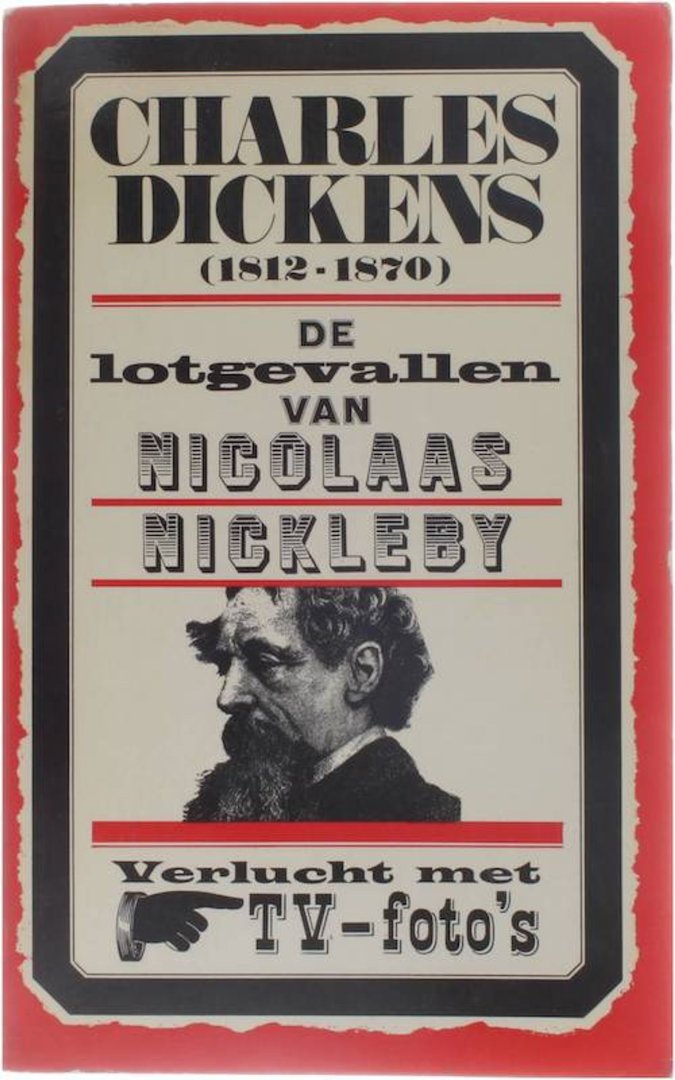 CHARLES
DICKENS
(1812-1870)
DE
lotgevallen
VAN
NICOLAAS
NICKLEBY
Verlucht met
TV-foto's